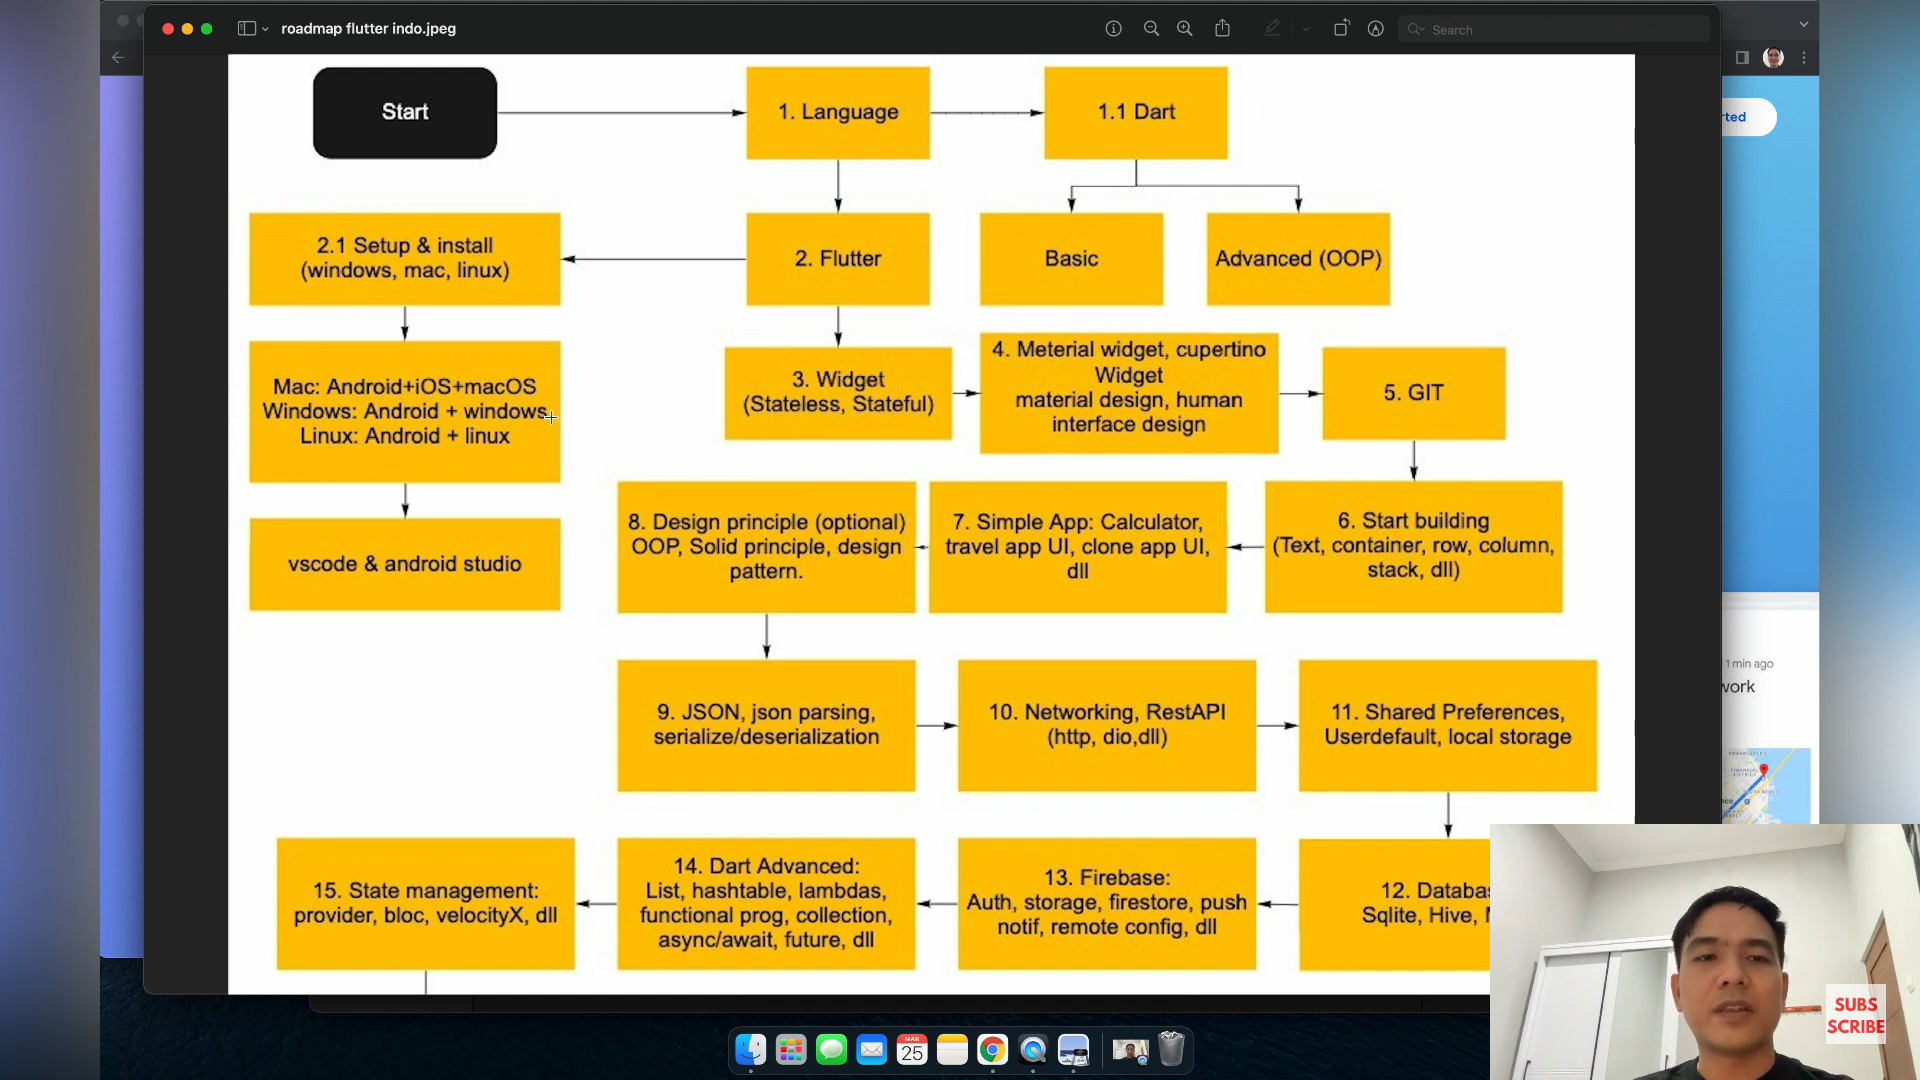 roadmap flutter indo.jpeg
Search
Start
1. Language
1.1 Dart
2.1 Setup & install
(windows, mac, linux)
2. Flutter
Basic
Advanced (OOP)
Mac: Android+iOS+macOS
Windows: Android + windows
Linux: Android + linux
3. Widget
(Stateless, Stateful)
4. Meterial widget, cupertino
Widget
material design, human
interface design
5. GIT
vscode & android studio
8. Design principle (optional)
OOP, Solid principle, design
pattern.
7. Simple App: Calculator,
travel app UI, clone app UI,
dll
6. Start building
(Text, container, row, column,
stack, dll)
9. JSON, json parsing,
serialize/deserialization
10. Networking, RestAPI
(http, dio,dll)
11. Shared Preferences,
Userdefault, local storage
15. State management:
provider, bloc, velocityX, dll
14. Dart Advanced:
List, hashtable, lambdas,
functional prog, collection,
async/await, future, dll
13. Firebase:
Auth, storage, firestore, push
notif, remote config, dll
12. Databas
Sqlite, Hive,
rted
1 min ago
work
SUBS
SCRIBE
MAR
25